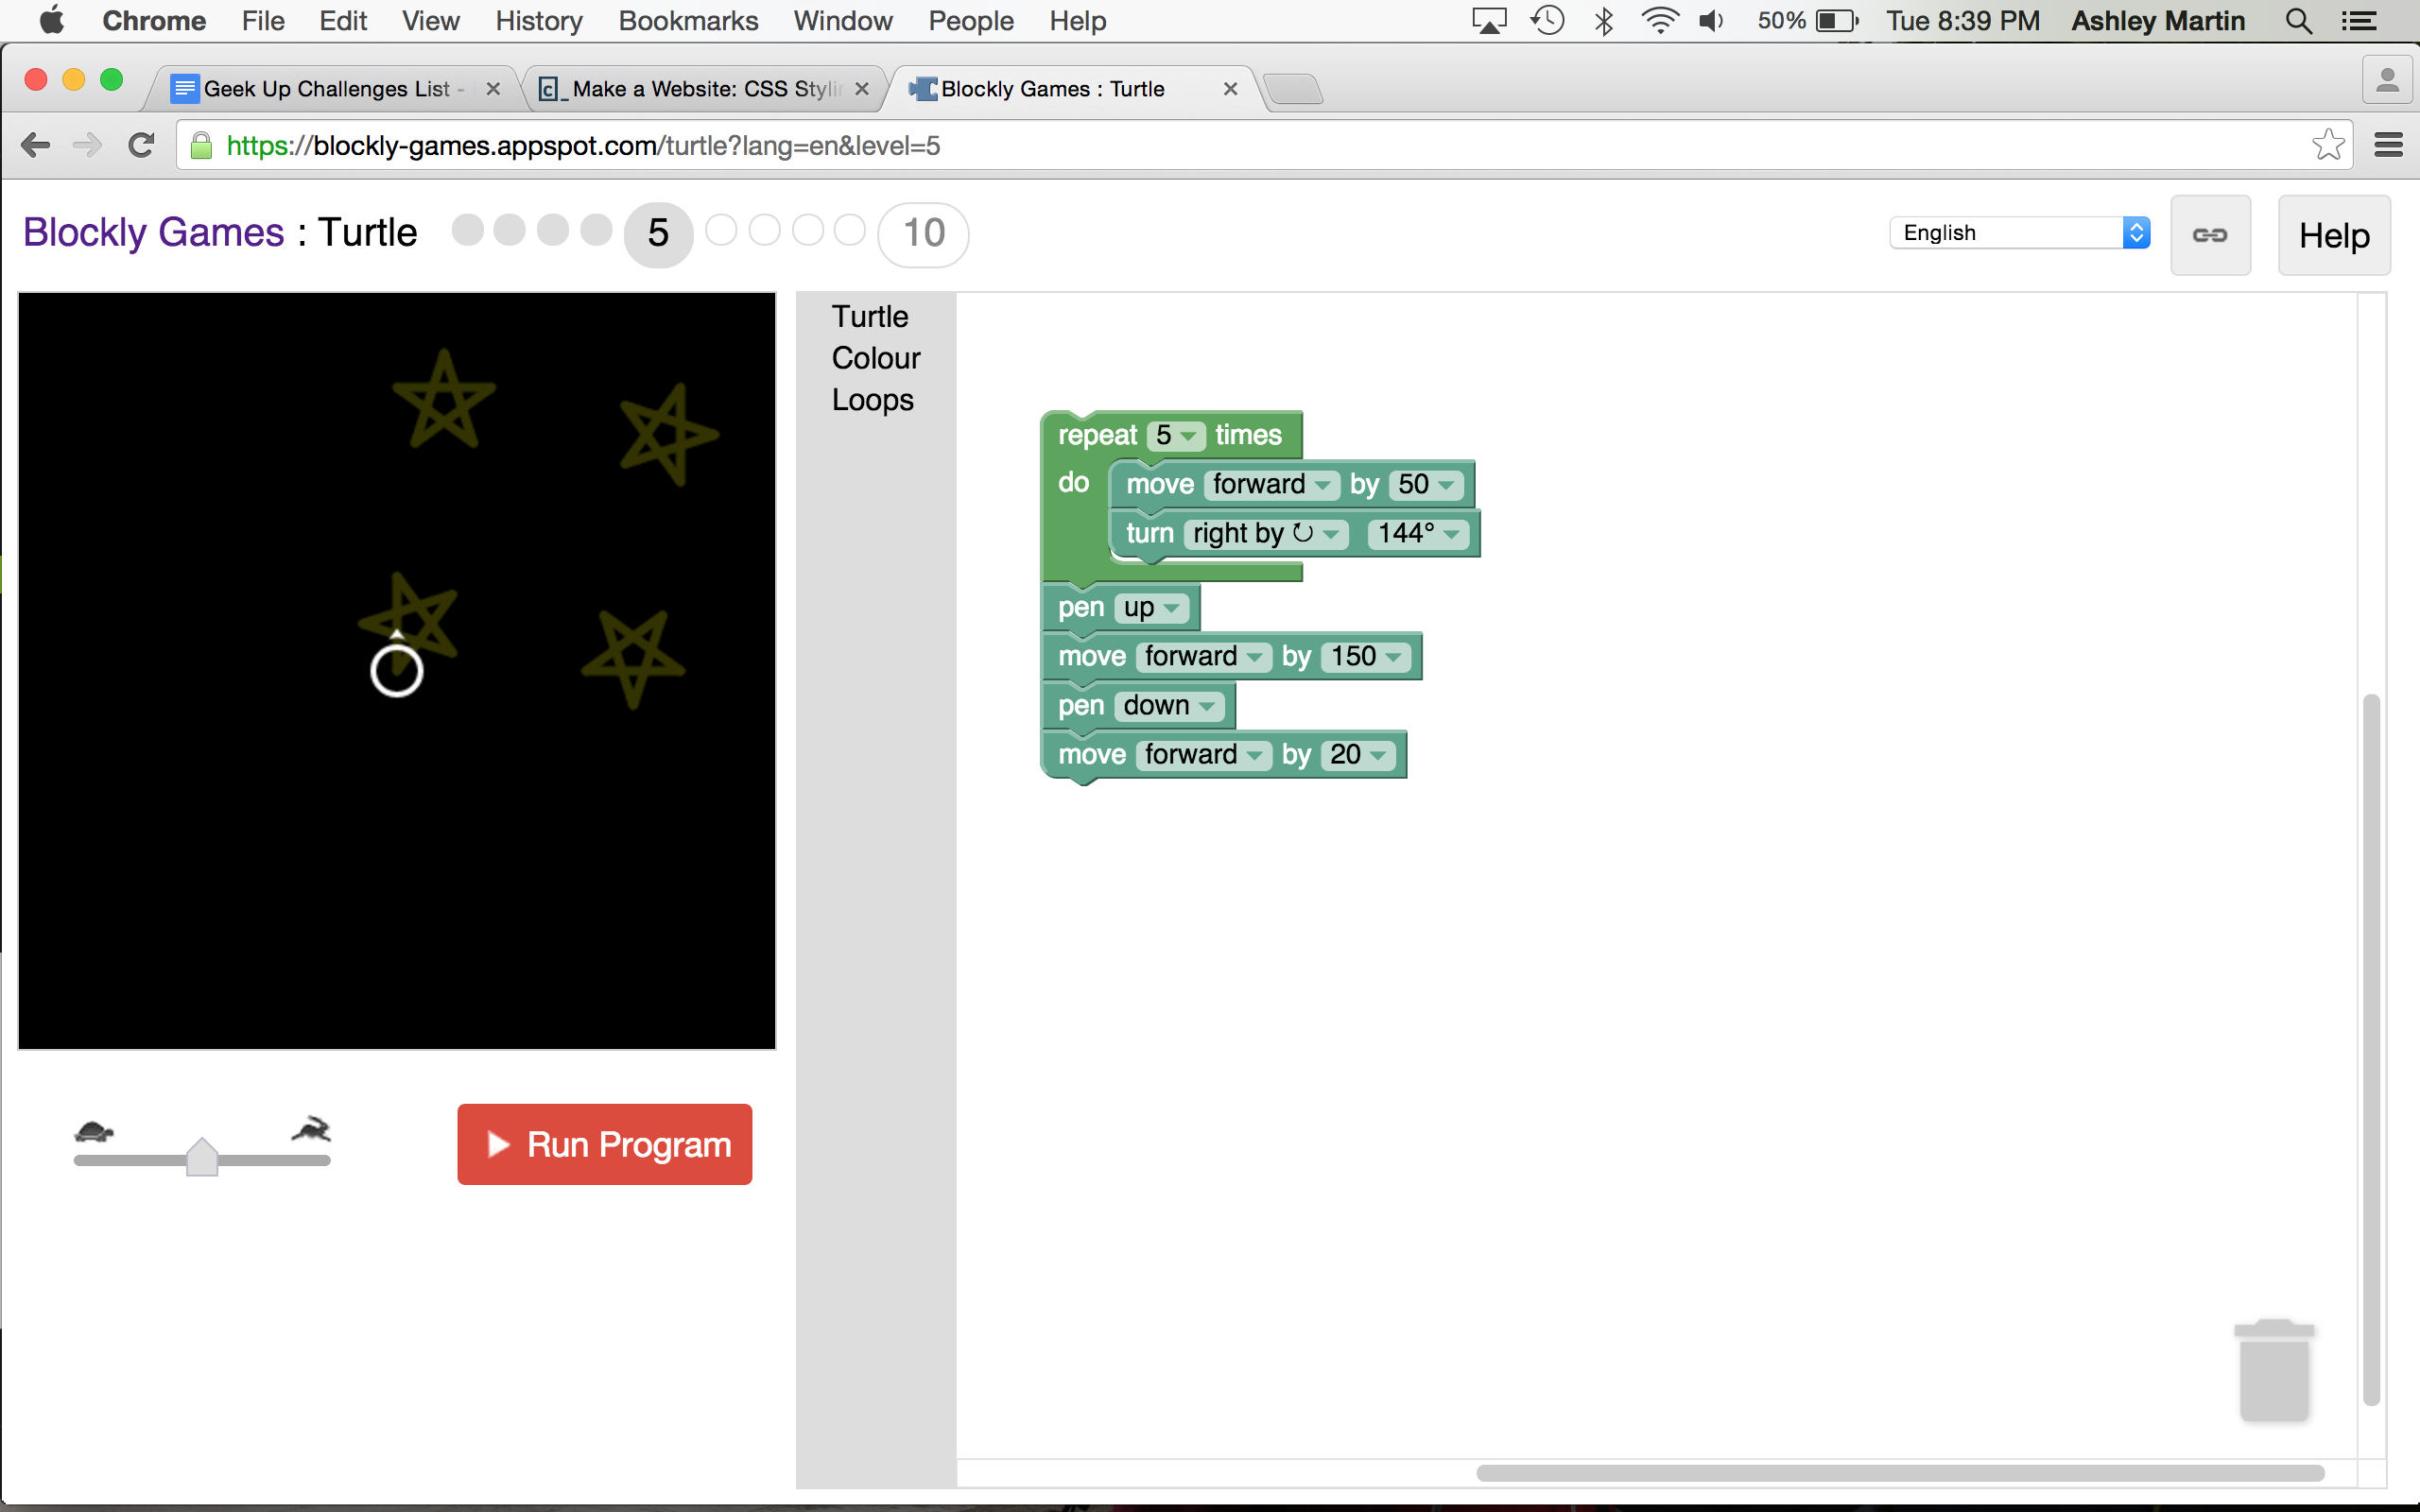 Chrome File Edit View History Bookmarks Window People Help 50% Tue 8:39 PM Ashley Martin
Geek Up Challenges List - Make a Website: CSS Stylin Blockly Games : Turtle
https://blockly-games.appspot.com/turtle?lang=en&level=5
Blockly Games : Turtle 5 10 English Help
Turtle
Colour
Loops
repeat 5 times
do move forward by 50
turn right by ↻ 144°
pen up
move forward by 150
pen down
move forward by 20
Run Program